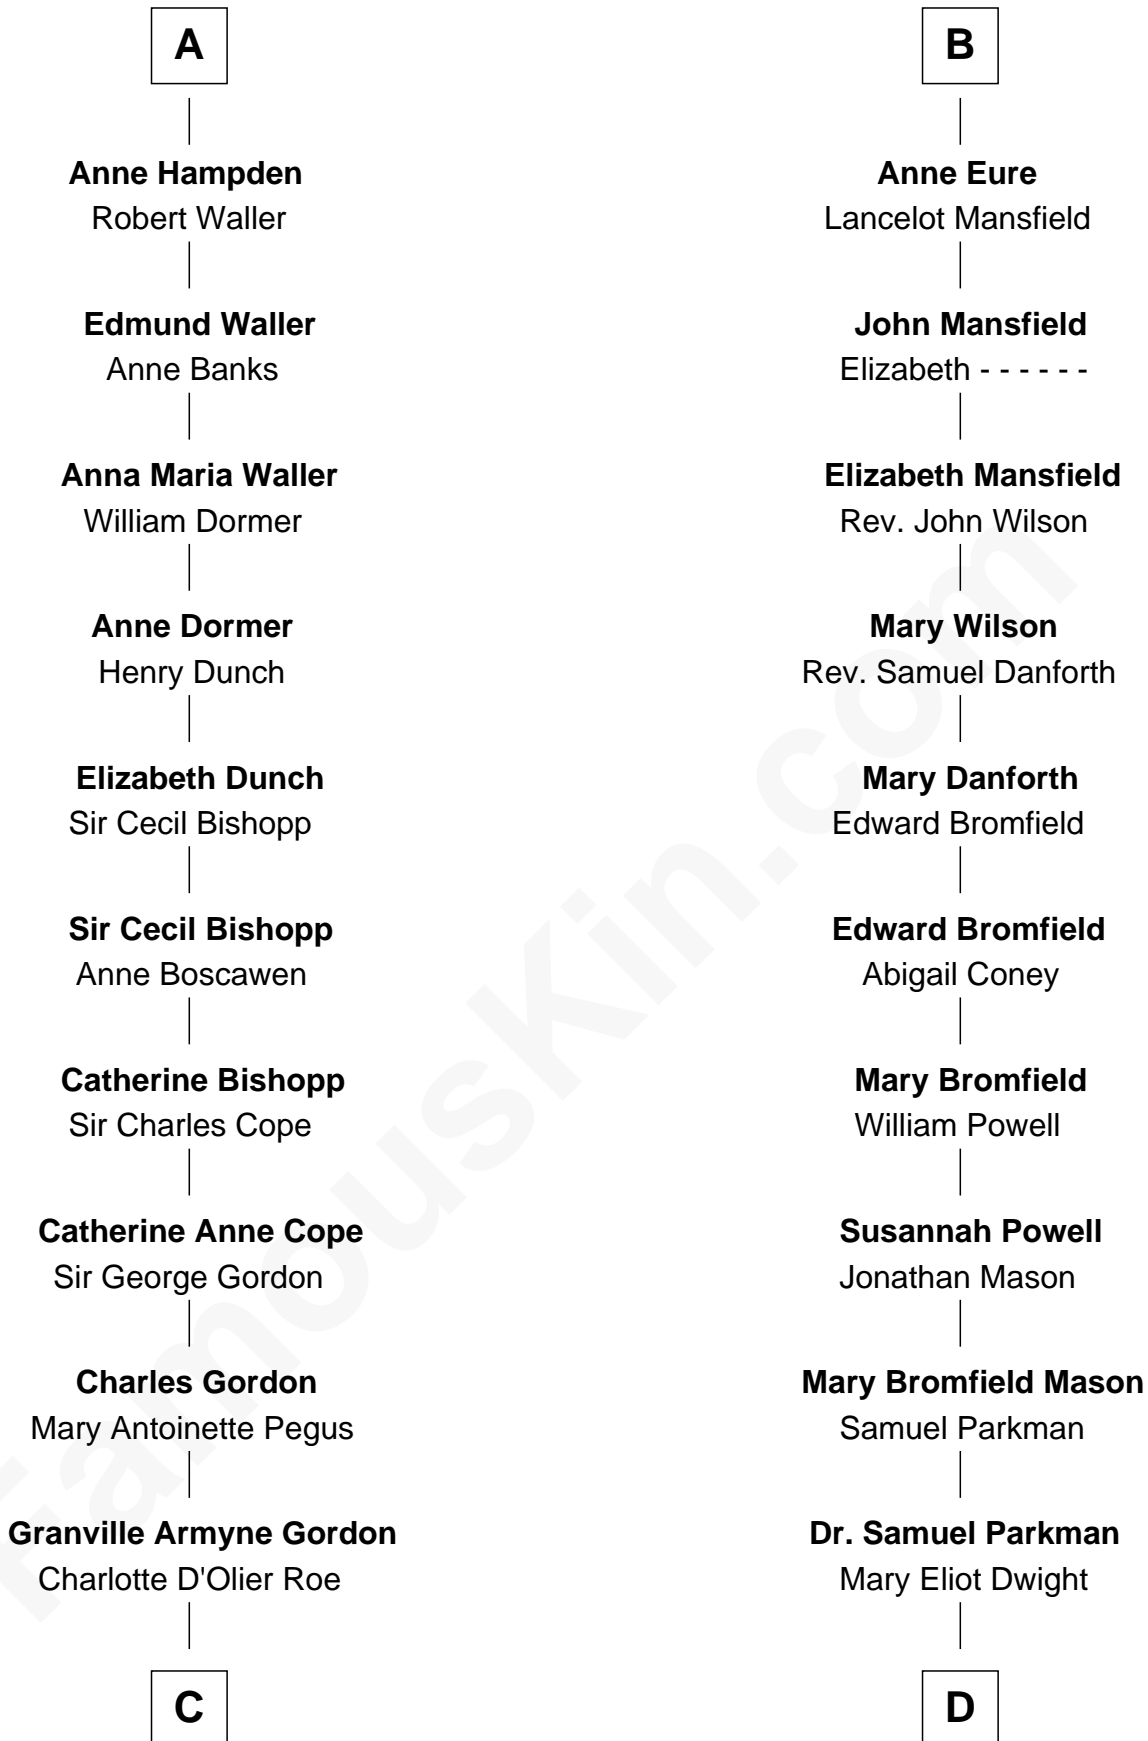 A
Anne Hampden
Robert Waller
Edmund Waller
Anne Banks
Anna Maria Waller
William Dormer
Anne Dormer
Henry Dunch
Elizabeth Dunch
Sir Cecil Bishopp
Sir Cecil Bishopp
Anne Boscawen
Catherine Bishopp
Sir Charles Cope
Catherine Anne Cope
Sir George Gordon
Charles Gordon
Mary Antoinette Pegus
Granville Armyne Gordon
Charlotte D'Olier Roe
C
B
Anne Eure
Lancelot Mansfield
John Mansfield
Elizabeth - - - - - -
Elizabeth Mansfield
Rev. John Wilson
Mary Wilson
Rev. Samuel Danforth
Mary Danforth
Edward Bromfield
Edward Bromfield
Abigail Coney
Mary Bromfield
William Powell
Susannah Powell
Jonathan Mason
Mary Bromfield Mason
Samuel Parkman
Dr. Samuel Parkman
Mary Eliot Dwight
D
FamousKin.com